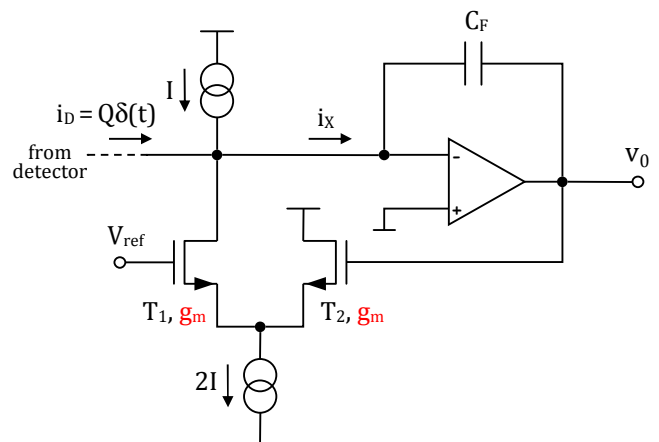 C_F
I
i_D = Qδ(t)
i_X
from
detector
-
+
v_0
V_ref
T_1, g_m
T_2, g_m
2I